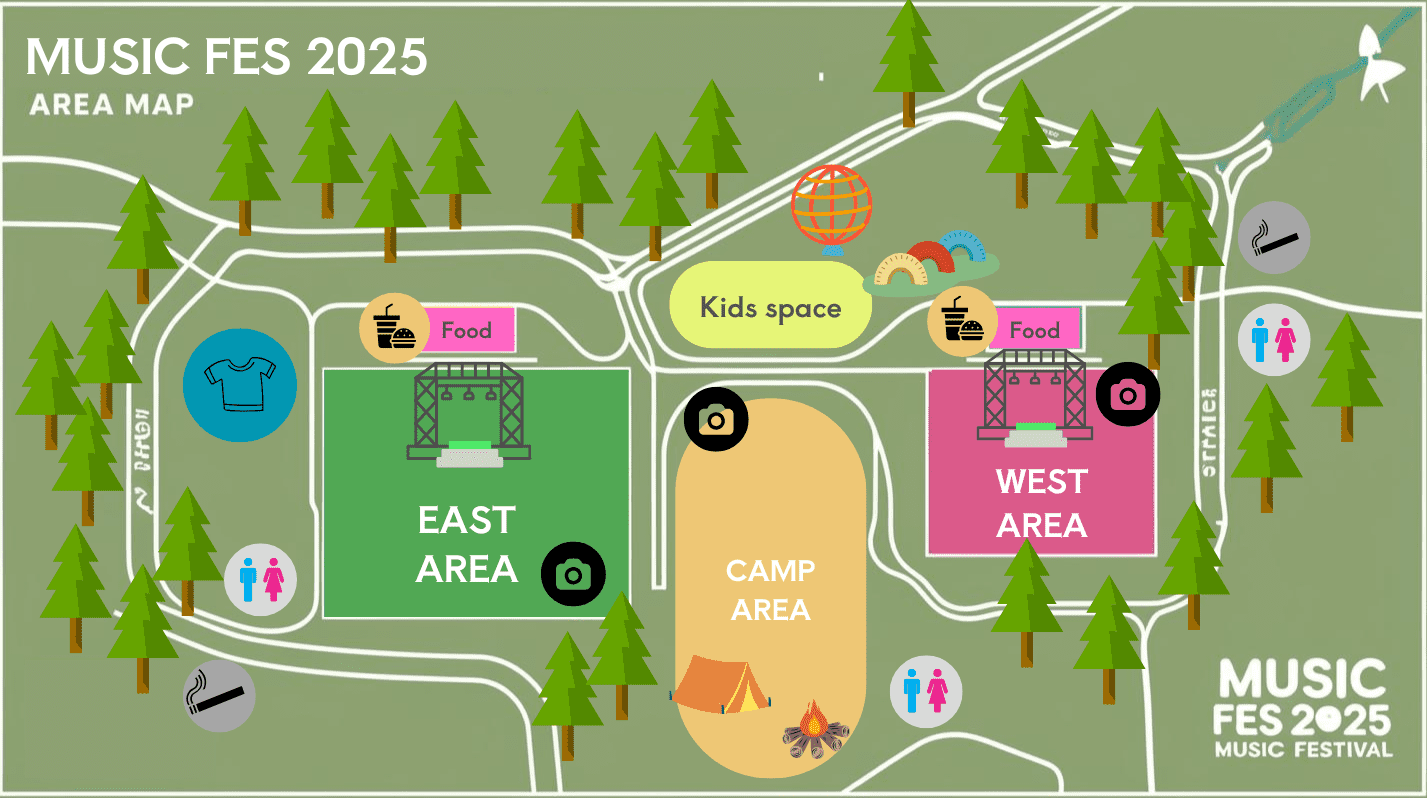 MUSIC FES 2025
AREA MAP
Kids space
Food
Food
EAST
AREA
WEST
AREA
CAMP
AREA
MUSIC
FES 2025
MUSIC FESTIVAL